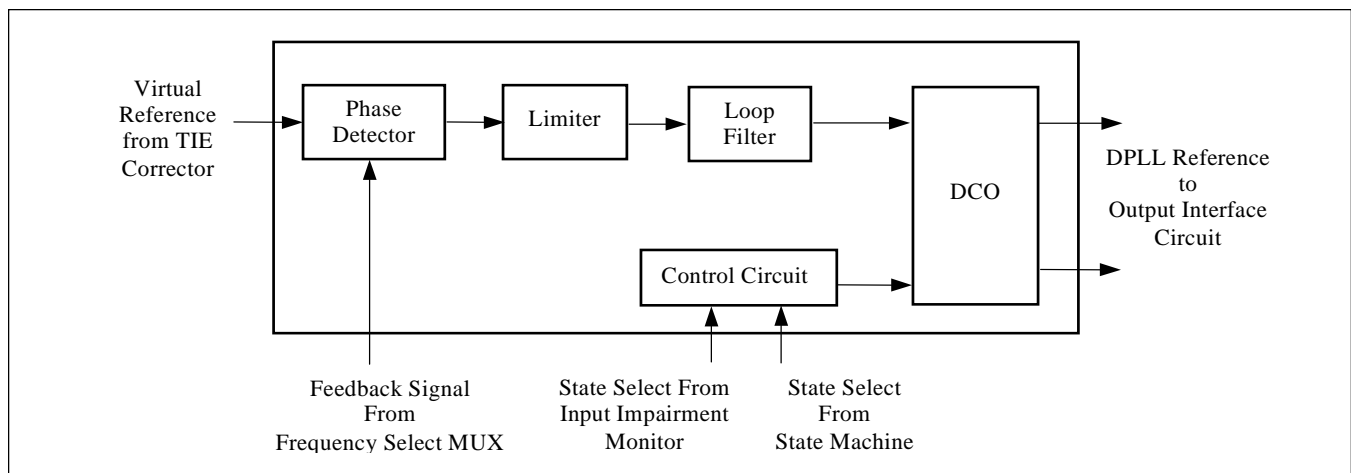 Virtual
Reference
from TIE
Corrector
Phase
Detector
Limiter
Loop
Filter
DCO
DPLL Reference
to
Output Interface
Circuit
Control Circuit
Feedback Signal
From
Frequency Select MUX
State Select From
Input Impairment
Monitor
State Select
From
State Machine